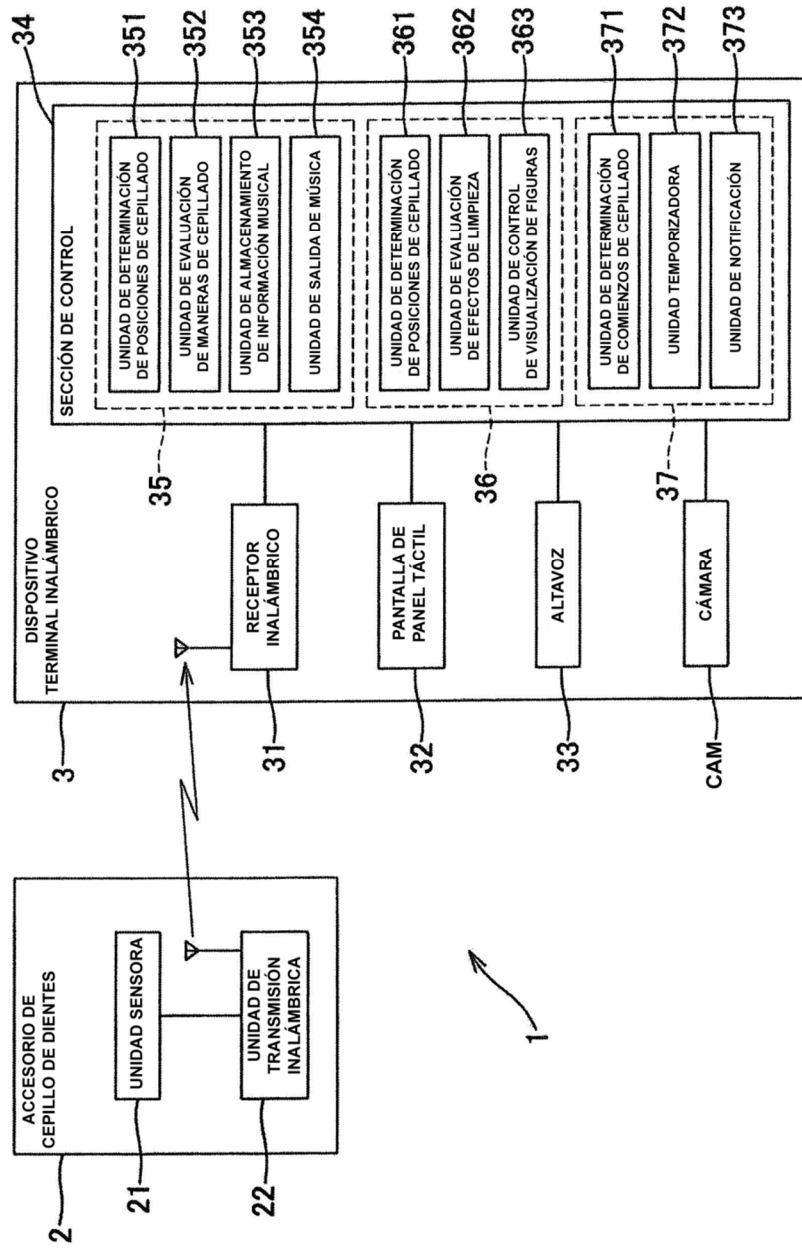 1
2
ACCESORIO DE
CEPILLO DE DIENTES
21
UNIDAD SENSORA
22
UNIDAD DE
TRANSMISIÓN
INALÁMBRICA
3
DISPOSITIVO
TERMINAL INALÁMBRICO
31
RECEPTOR
INALÁMBRICO
32
PANTALLA DE
PANEL TÁCTIL
33
ALTAVOZ
CAM
CÁMARA
34
SECCIÓN DE CONTROL
35
UNIDAD DE DETERMINACIÓN
DE POSICIONES DE CEPILLADO
351
UNIDAD DE EVALUACIÓN
DE MANERAS DE CEPILLADO
352
UNIDAD DE ALMACENAMIENTO
DE INFORMACIÓN MUSICAL
353
UNIDAD DE SALIDA DE MÚSICA
354
36
UNIDAD DE DETERMINACIÓN
DE POSICIONES DE CEPILLADO
361
UNIDAD DE EVALUACIÓN
DE EFECTOS DE LIMPIEZA
362
UNIDAD DE CONTROL
DE VISUALIZACIÓN DE FIGURAS
363
37
UNIDAD DE DETERMINACIÓN
DE COMIENZOS DE CEPILLADO
371
UNIDAD TEMPORIZADORA
372
UNIDAD DE NOTIFICACIÓN
373